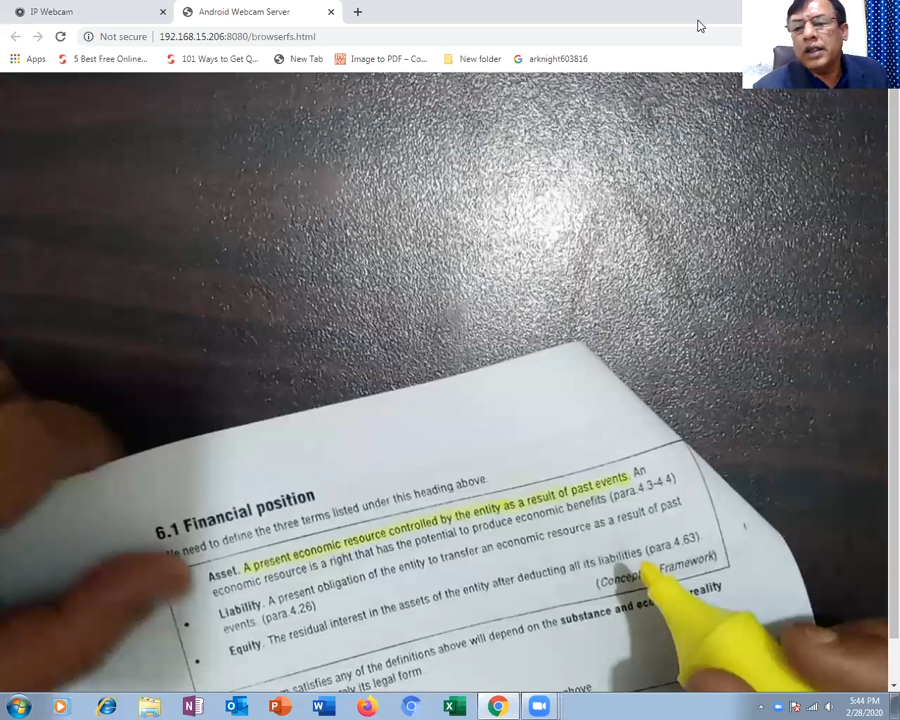 IP Webcam
Android Webcam Server
Not secure 192.168.15.206:8080/browserfs.html
Apps 5 Best Free Online... 101 Ways to Get Q... New Tab Image to PDF – Co... New folder arknight603816
6.1 Financial position
need to define the three terms listed under this heading above.
Asset. A present economic resource controlled by the entity as a result of past events. An
economic resource is a right that has the potential to produce economic benefits (para.4.3-4.4)
• Liability. A present obligation of the entity to transfer an economic resource as a result of past
events. (para.4.26)
• Equity. The residual interest in the assets of the entity after deducting all its liabilities (para.4.63).
Framework)
satisfies any of the definitions above will depend on the substance and reality
its legal form.
5:44 PM
2/28/2020